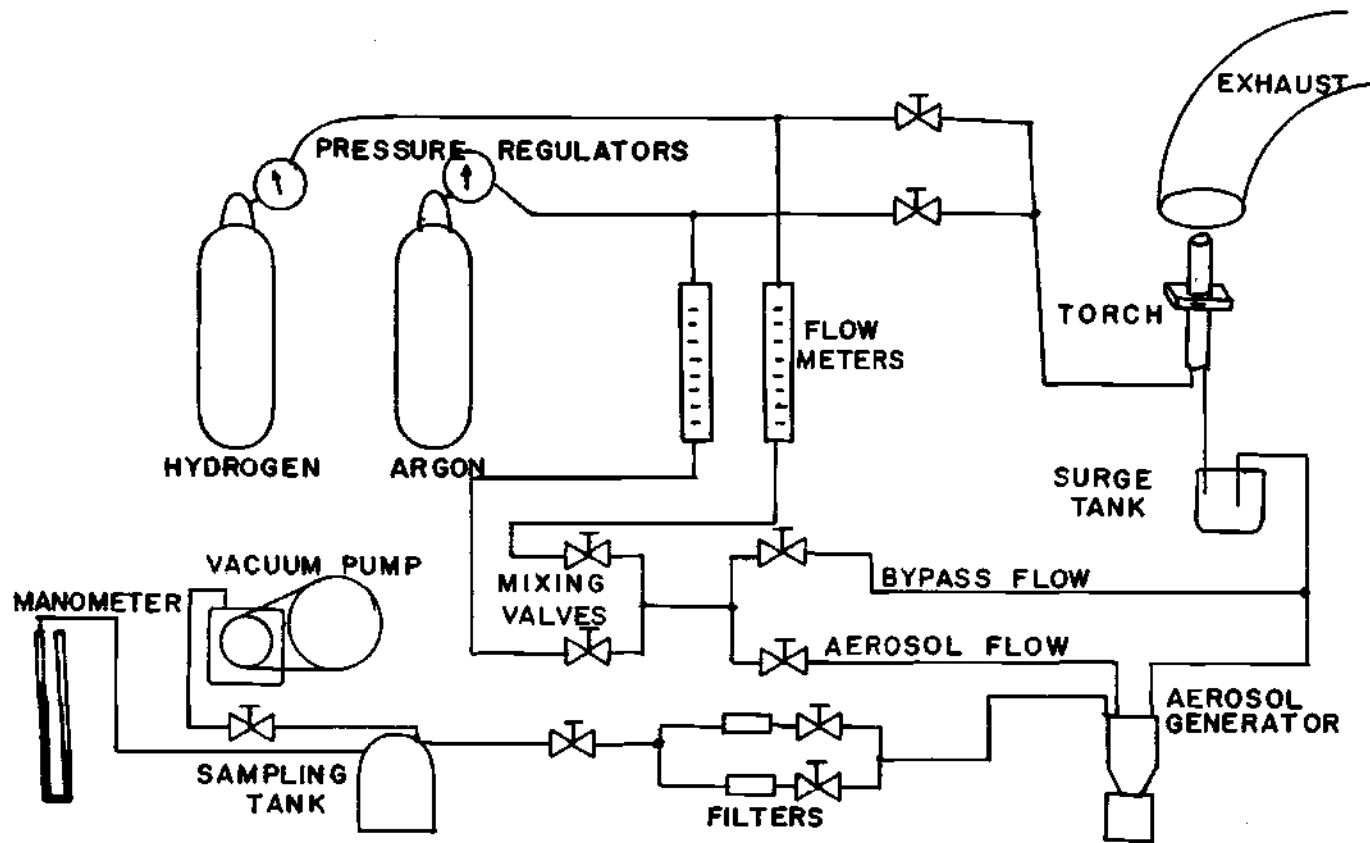 EXHAUST
PRESSURE REGULATORS
TORCH
FLOW
METERS
HYDROGEN
ARGON
SURGE
TANK
VACUUM PUMP
MIXING
VALVES
BYPASS FLOW
MANOMETER
AEROSOL FLOW
AEROSOL
GENERATOR
SAMPLING
TANK
FILTERS